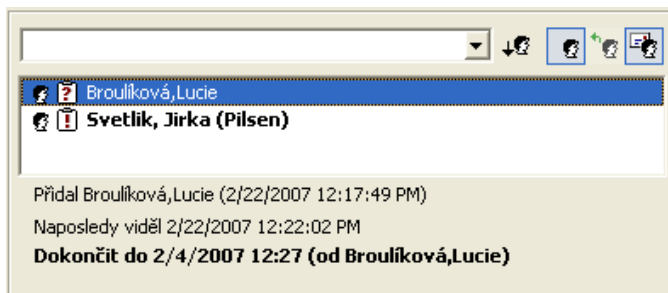 Broulíková,Lucie
Svetlik, Jirka (Pilsen)
Přidal Broulíková,Lucie (2/22/2007 12:17:49 PM)
Naposledy viděl 2/22/2007 12:22:02 PM
Dokončit do 2/4/2007 12:27 (od Broulíková,Lucie)